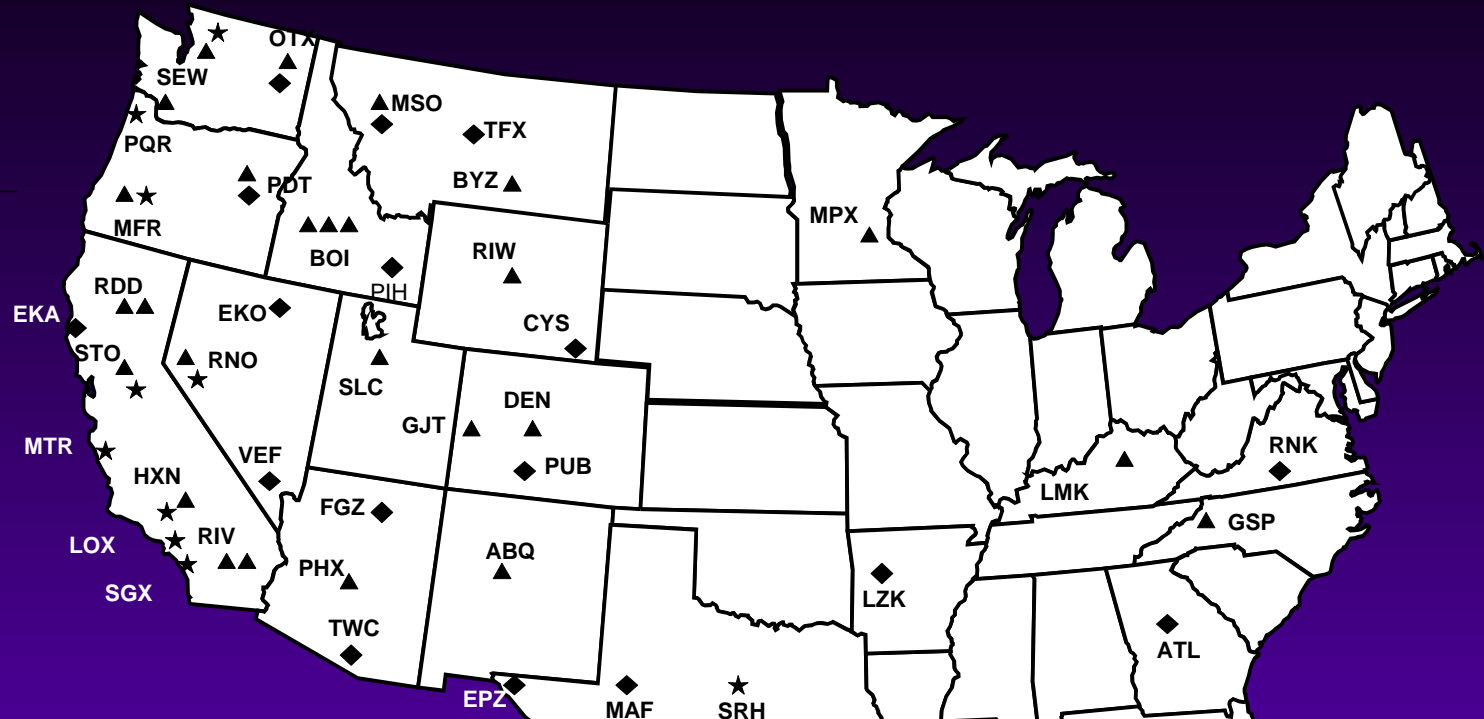 OTX
SEW
MSO
TFX
PQR
BYZ
PDT
MPX
MFR
BOI
RIW
RDD
PIH
EKA
EKO
CYS
STO
RNO
SLC
DEN
GJT
MTR
VEF
PUB
RNK
HXN
LMK
FGZ
GSP
LOX
RIV
ABQ
PHX
SGX
LZK
TWC
ATL
EPZ
MAF
SRH